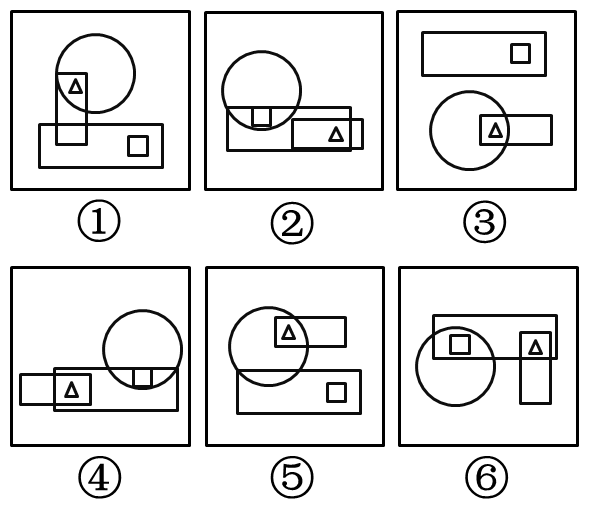 ① ② ③
④ ⑤ ⑥